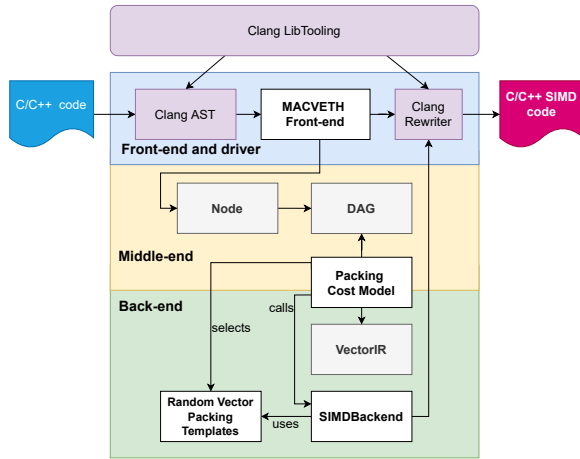 Clang LibTooling
C/C++ code
Clang AST
MACVETH
Front-end
Clang
Rewriter
C/C++ SIMD
code
Front-end and driver
Node
DAG
Middle-end
Packing
Cost Model
Back-end
calls
selects
VectorIR
Random Vector
Packing
Templates
uses
SIMDBackend